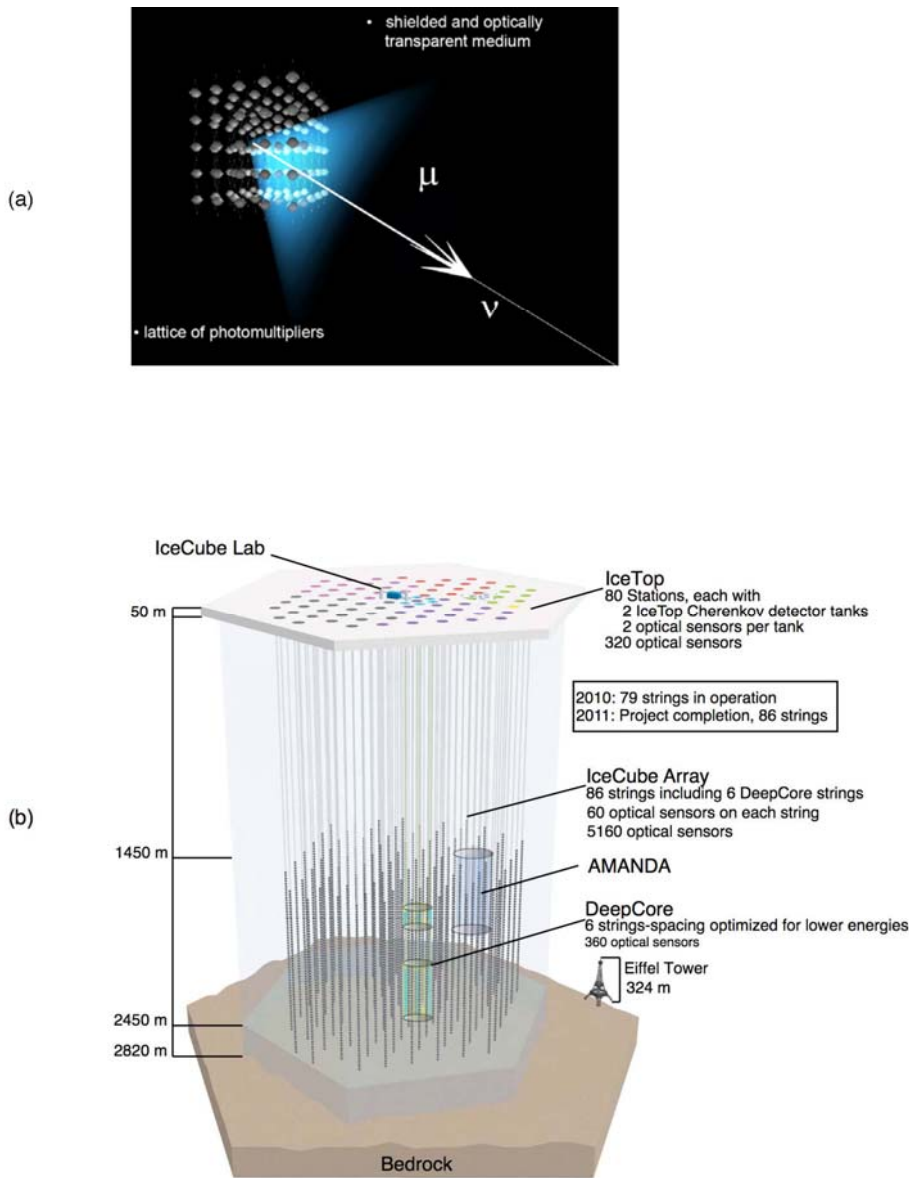 (a)
• shielded and optically
transparent medium
μ
ν
• lattice of photomultipliers
(b)
IceCube Lab
50 m
IceTop
80 Stations, each with
2 IceTop Cherenkov detector tanks
2 optical sensors per tank
320 optical sensors
2010: 79 strings in operation
2011: Project completion, 86 strings
IceCube Array
86 strings including 6 DeepCore strings
60 optical sensors on each string
5160 optical sensors
1450 m
AMANDA
DeepCore
6 strings-spacing optimized for lower energies
360 optical sensors
Eiffel Tower
324 m
2450 m
2820 m
Bedrock